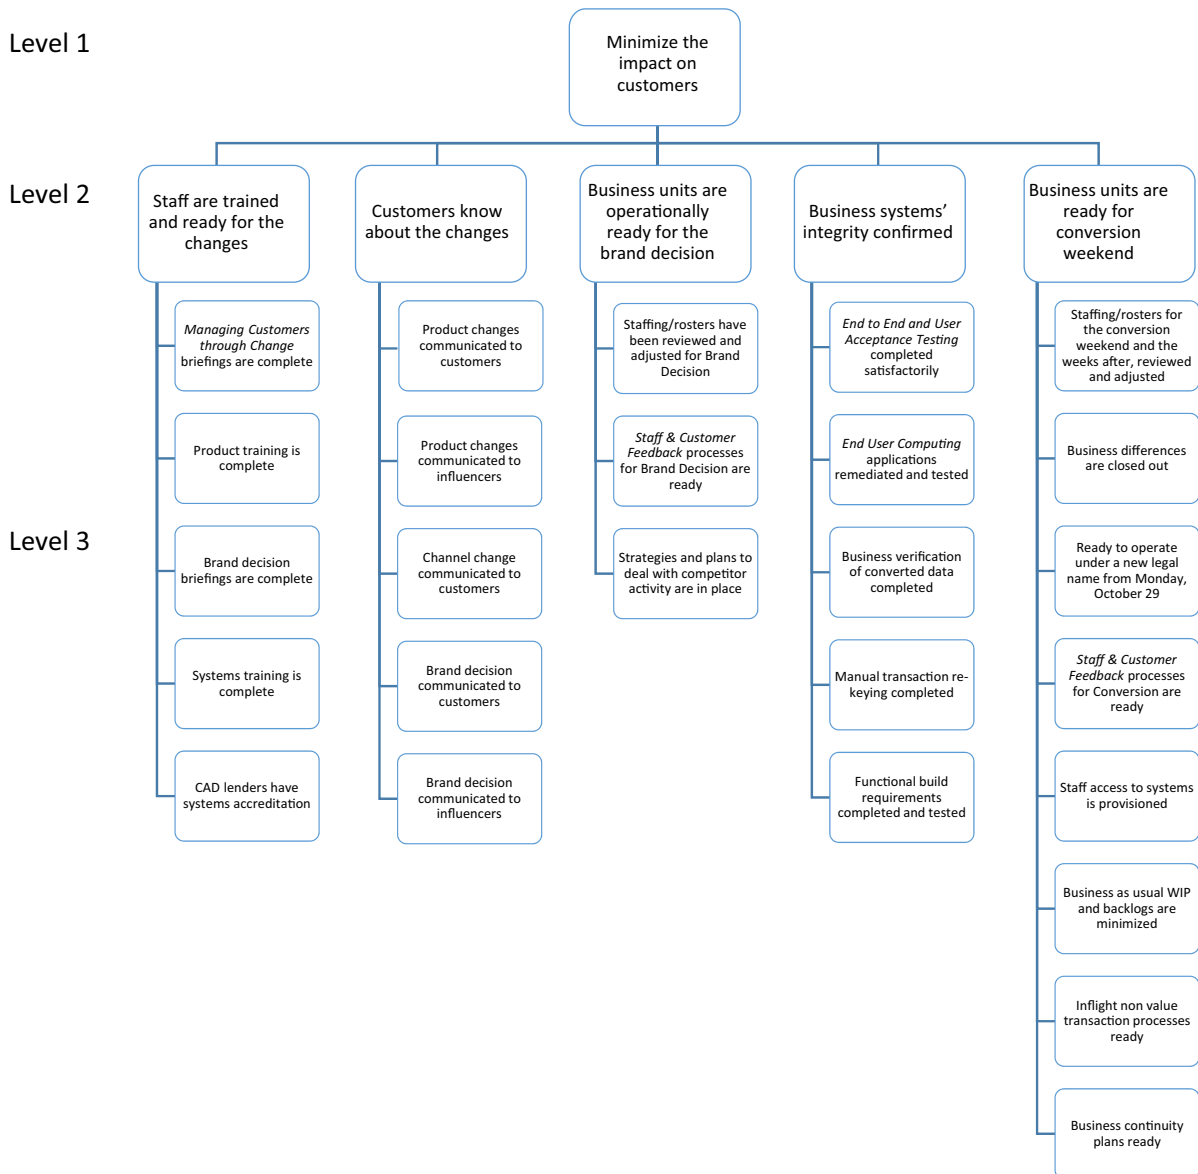 Level 1
Minimize the
impact on
customers
Level 2
Staff are trained
and ready for the
changes
Customers know
about the changes
Business units are
operationally
ready for the
brand decision
Business systems’
integrity confirmed
Business units are
ready for
conversion
weekend
Level 3
Managing Customers
through Change
briefings are complete
Product training is
complete
Brand decision
briefings are complete
Systems training is
complete
CAD lenders have
systems accreditation
Product changes
communicated to
customers
Product changes
communicated to
influencers
Channel change
communicated to
customers
Brand decision
communicated to
customers
Brand decision
communicated to
influencers
Staffing/rosters have
been reviewed and
adjusted for Brand
Decision
Staff & Customer
Feedback processes
for Brand Decision are
ready
Strategies and plans to
deal with competitor
activity are in place
End to End and User
Acceptance Testing
completed
satisfactorily
End User Computing
applications
remediated and tested
Business verification
of converted data
completed
Manual transaction re-
keying completed
Functional build
requirements
completed and tested
Staffing/rosters for
the conversion
weekend and the
weeks after, reviewed
and adjusted
Business differences
are closed out
Ready to operate
under a new legal
name from Monday,
October 29
Staff & Customer
Feedback processes
for Conversion are
ready
Staff access to systems
is provisioned
Business as usual WIP
and backlogs are
minimized
Inflight non value
transaction processes
ready
Business continuity
plans ready